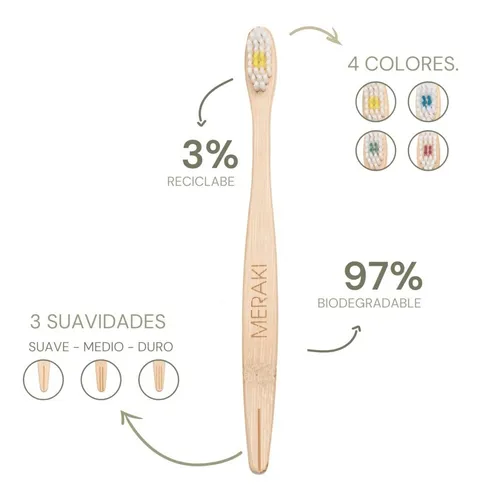 4 COLORES.
3%
RECICLABE
97%
BIODEGRADABLE
MERAKI
3 SUAVIDADES
SUAVE - MEDIO - DURO